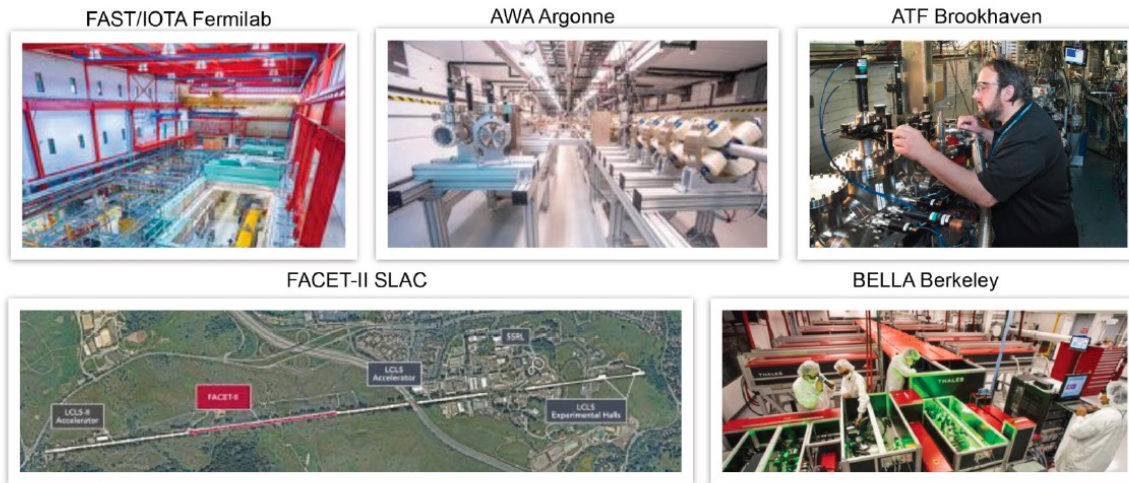 FAST/IOTA Fermilab
AWA Argonne
ATF Brookhaven
FACET-II SLAC
BELLA Berkeley
SSRL
LCLS
Accelerator
FACET-II
LCLS-II
Accelerator
LCLS
Experimental Halls
THALES
THALES